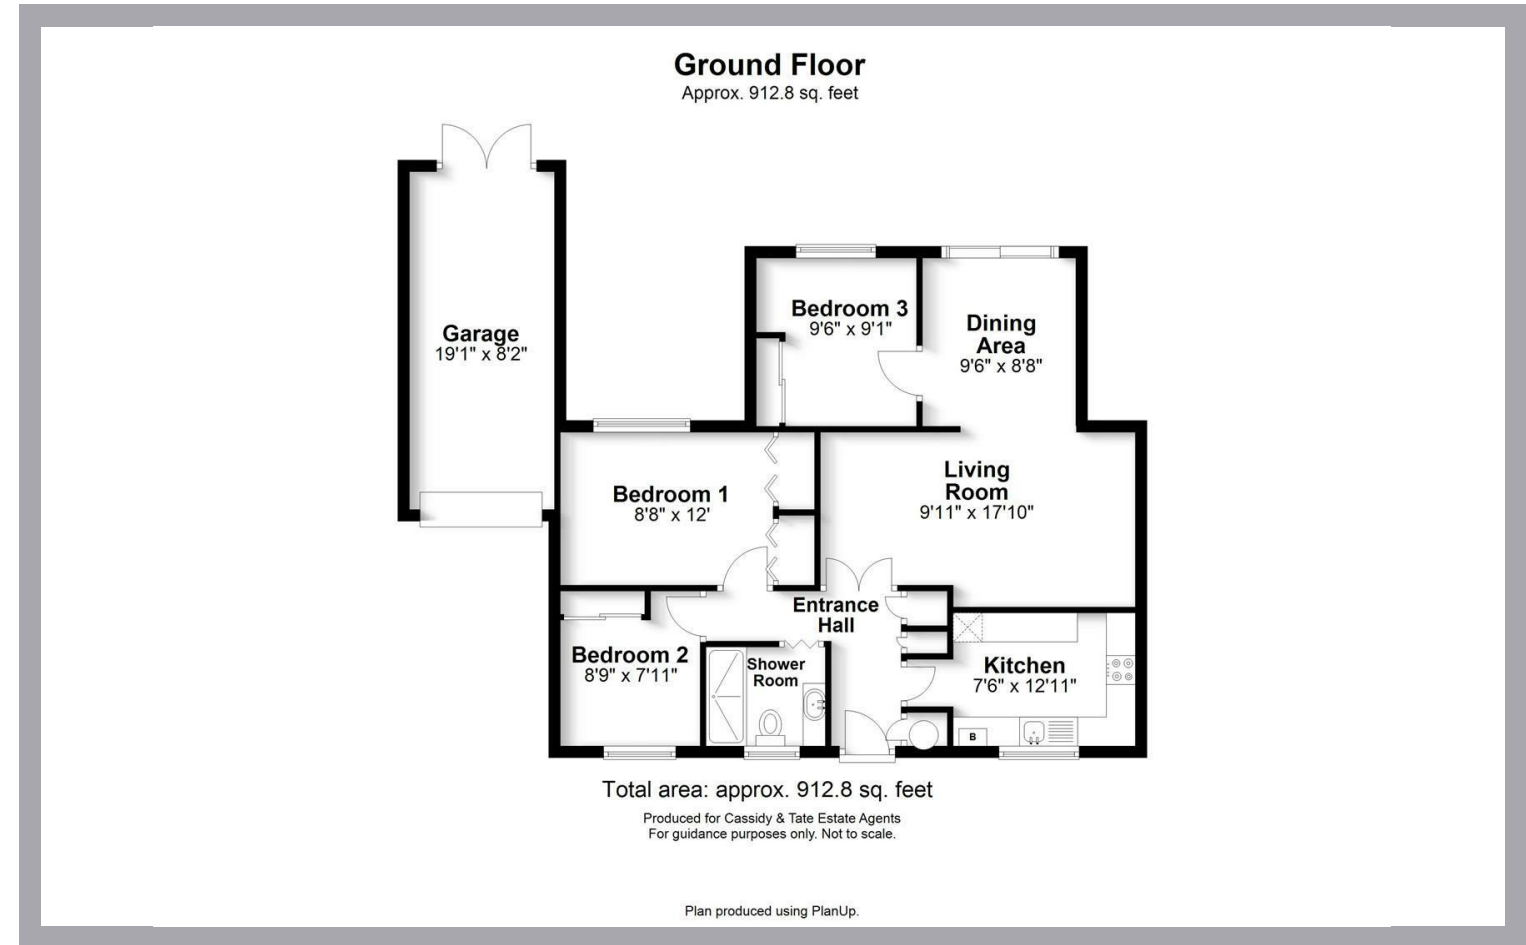 Ground Floor
Approx. 912.8 sq. feet
Garage
19'1" x 8'2"
Bedroom 3
9'6" x 9'1"
Dining
Area
9'6" x 8'8"
Bedroom 1
8'8" x 12'
Living
Room
9'11" x 17'10"
Entrance
Hall
Bedroom 2
8'9" x 7'11"
Shower
Room
Kitchen
7'6" x 12'11"
B
Total area: approx. 912.8 sq. feet
Produced for Cassidy & Tate Estate Agents
For guidance purposes only. Not to scale.
Plan produced using PlanUp.